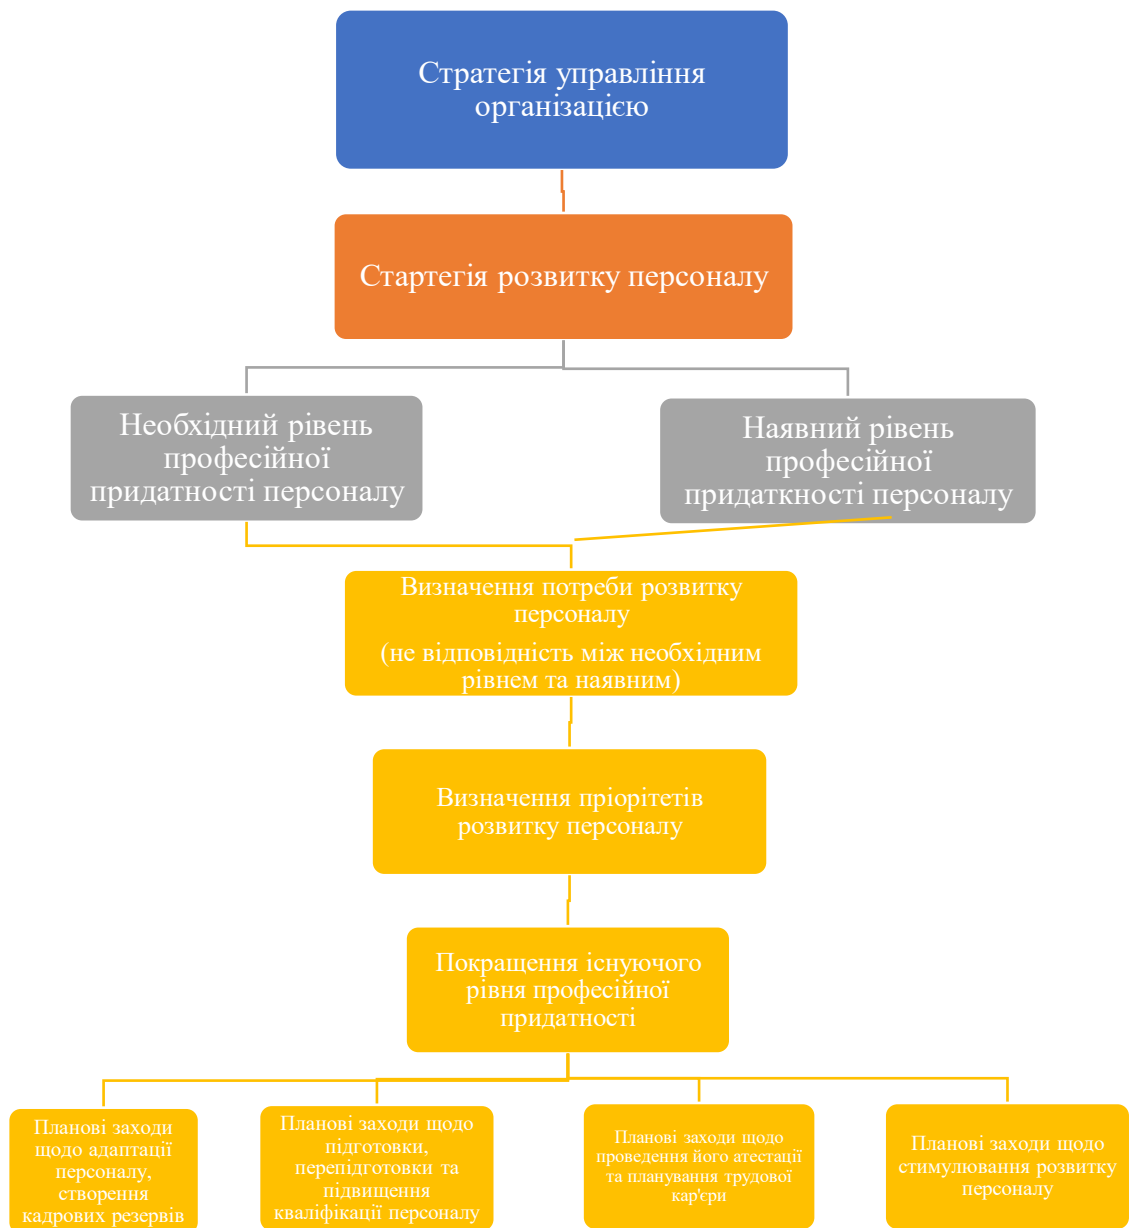 Стратегія управління
організацією
Стартегія розвитку персоналу
Необхідний рівень
професійної
придатності персоналу
Наявний рівень
професійної
придаткності персоналу
Визначення потреби розвитку
персоналу
(не відповідність між необхідним
рівнем та наявним)
Визначення пріорітетів
розвитку персоналу
Покращення існуючого
рівня професійної
придатності
Планові заходи
щодо адаптації
персоналу,
створення
кадрових резервів
Планові заходи щодо
підготовки,
перепідготовки та
підвищення
кваліфікації персоналу
Планові заходи щодо
проведення його атестації
та планування трудової
кар'єри
Планові заходи щодо
стимулювання розвитку
персоналу